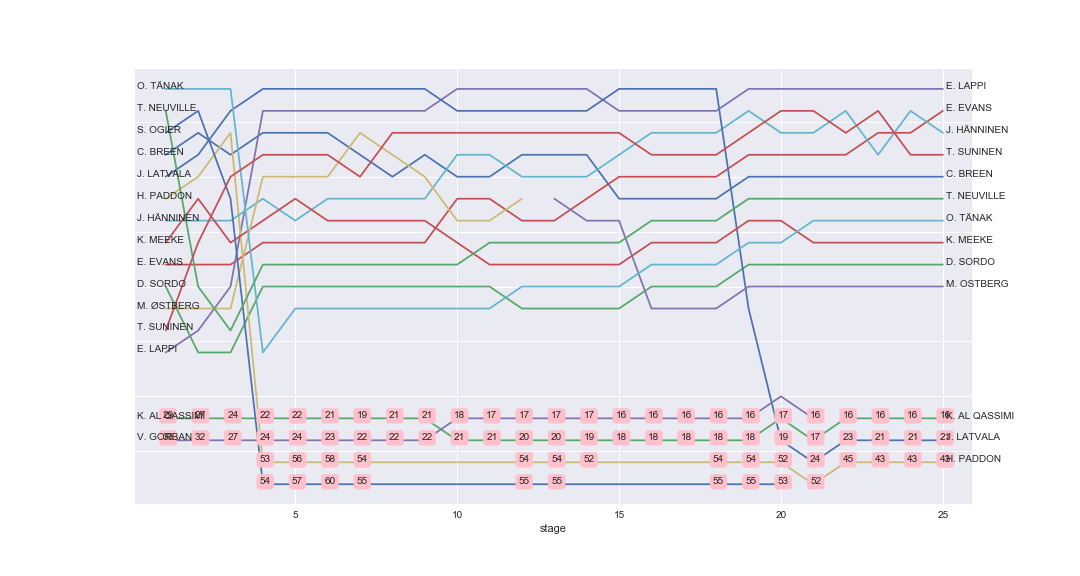 O. TÄNAK E. LAPPI
T. NEUVILLE E. EVANS
S. OGIER J. HÄNNINEN
C. BREEN T. SUNINEN
J. LATVALA C. BREEN
H. PADDON T. NEUVILLE
J. HÄNNINEN O. TÄNAK
K. MEEKE K. MEEKE
E. EVANS D. SORDO
D. SORDO M. OSTBERG
M. ØSTBERG
T. SUNINEN
E. LAPPI
K. AL QASSIMI 24 22 22 21 19 21 21 18 17 17 17 17 16 16 16 16 16 17 16 16 16 16 16 K. AL QASSIMI
V. GORBAN 32 27 24 24 23 22 22 22 21 21 20 20 19 18 18 18 18 18 19 17 23 21 21 J. LATVALA
53 56 58 54 54 54 52 54 54 52 24 45 43 43 43 H. PADDON
54 57 60 55 55 55 55 55 53 52
5 10 15 20 25
stage